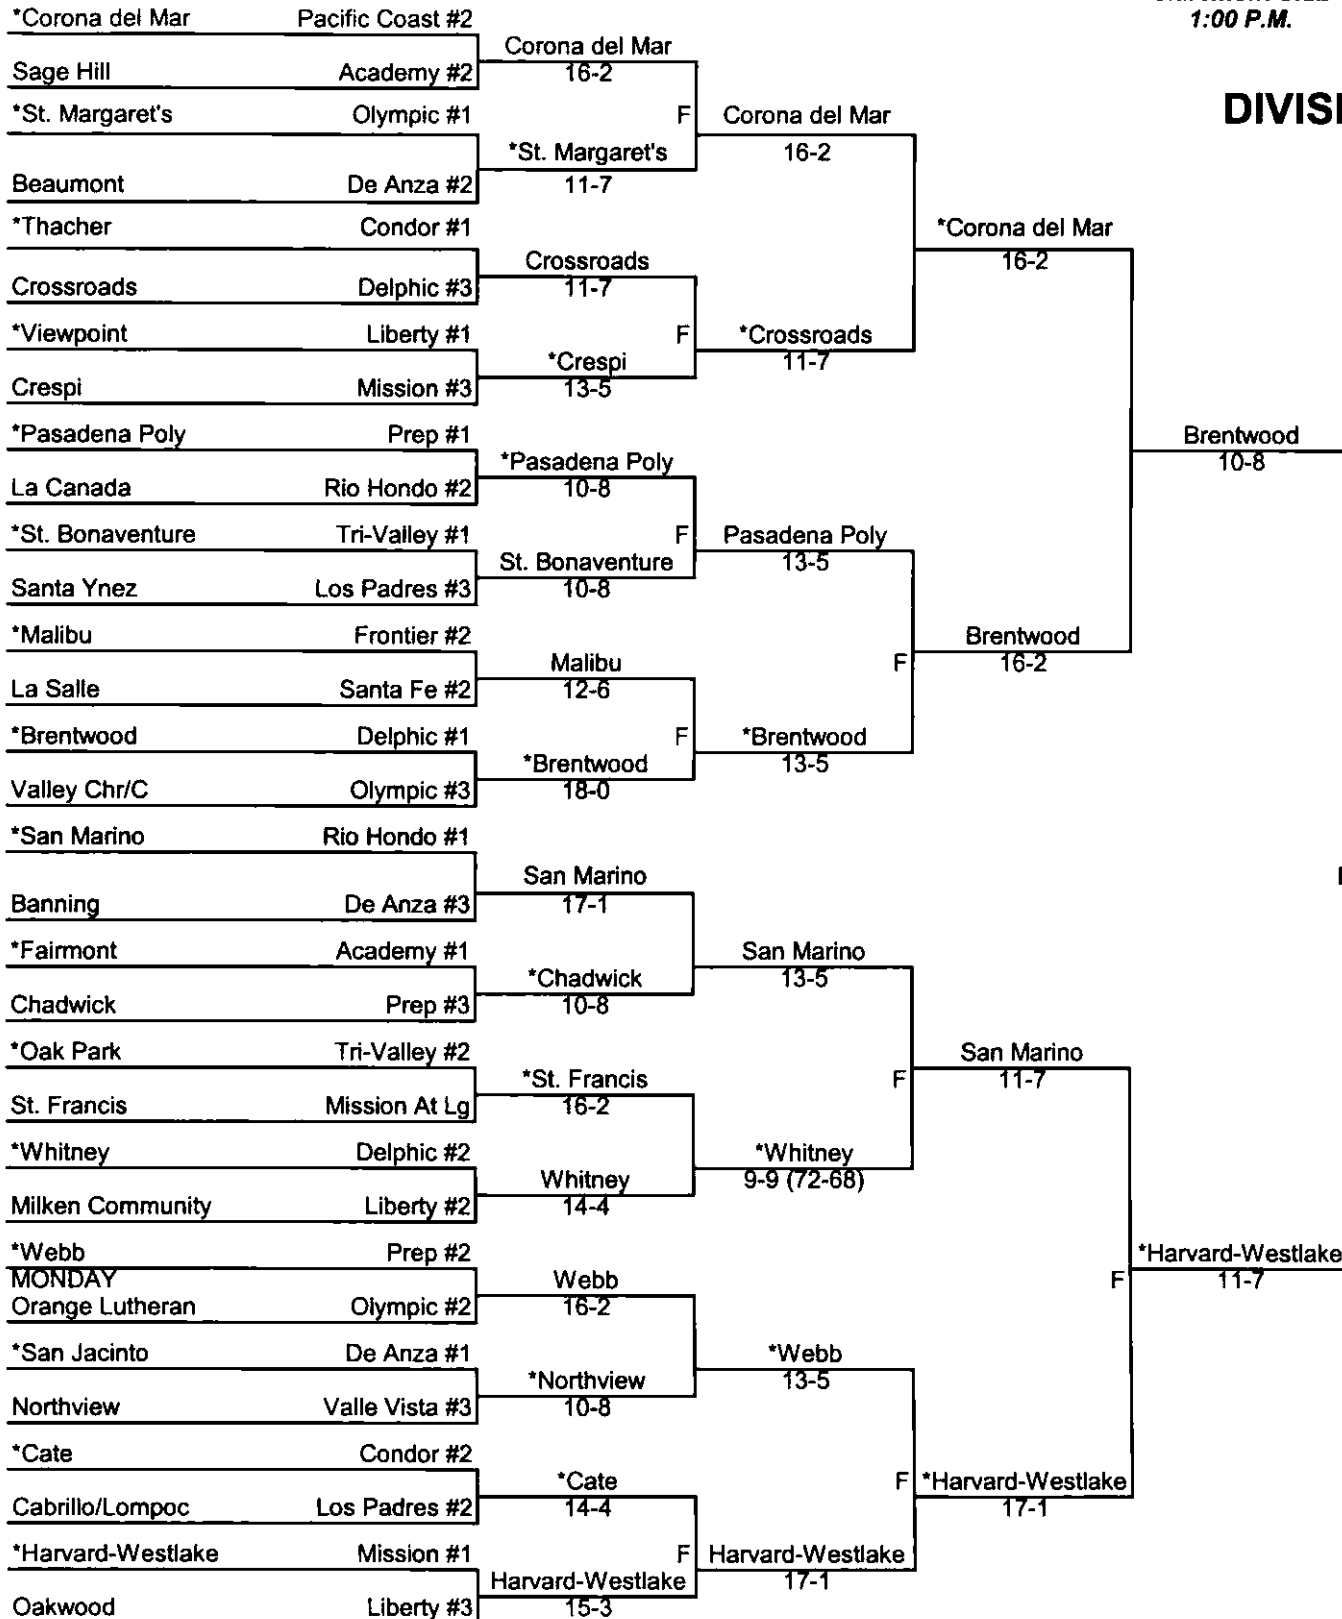 1:00 P.M.
DIVISI
*Corona del Mar Pacific Coast #2
Sage Hill Academy #2
*St. Margaret's Olympic #1
Beaumont De Anza #2
*Thacher Condor #1
Crossroads Delphic #3
*Viewpoint Liberty #1
Crespi Mission #3
*Pasadena Poly Prep #1
La Canada Rio Hondo #2
*St. Bonaventure Tri-Valley #1
Santa Ynez Los Padres #3
*Malibu Frontier #2
La Salle Santa Fe #2
*Brentwood Delphic #1
Valley Chr/C Olympic #3
*San Marino Rio Hondo #1
Banning De Anza #3
*Fairmont Academy #1
Chadwick Prep #3
*Oak Park Tri-Valley #2
St. Francis Mission At Lg
*Whitney Delphic #2
Milken Community Liberty #2
*Webb Prep #2
MONDAY
Orange Lutheran Olympic #2
*San Jacinto De Anza #1
Northview Valle Vista #3
*Cate Condor #2
Cabrillo/Lompoc Los Padres #2
*Harvard-Westlake Mission #1
Oakwood Liberty #3
Corona del Mar
16-2
F
*St. Margaret's
11-7
Crossroads
11-7
F
*Crespi
13-5
*Pasadena Poly
10-8
F
St. Bonaventure
10-8
Malibu
12-6
F
*Brentwood
18-0
San Marino
17-1
*Chadwick
10-8
*St. Francis
16-2
Whitney
14-4
Webb
16-2
*Northview
10-8
*Cate
14-4
F
Harvard-Westlake
15-3
Corona del Mar
16-2
*Crossroads
11-7
Pasadena Poly
13-5
F
*Brentwood
13-5
San Marino
13-5
F
*Whitney
9-9 (72-68)
*Webb
13-5
F
Harvard-Westlake
17-1
*Corona del Mar
16-2
Brentwood
16-2
San Marino
11-7
F
*Harvard-Westlake
17-1
Brentwood
10-8
*Harvard-Westlake
11-7